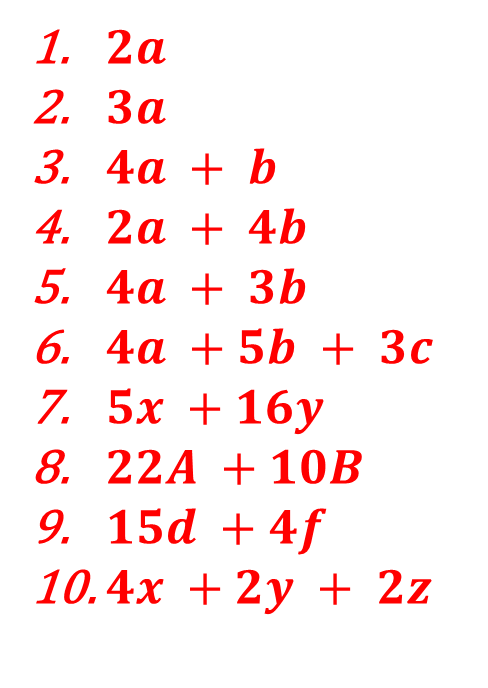 1. 2a
2. 3a
3. 4a + b
4. 2a + 4b
5. 4a + 3b
6. 4a + 5b + 3c
7. 5x + 16y
8. 22A + 10B
9. 15d + 4f
10. 4x + 2y + 2z